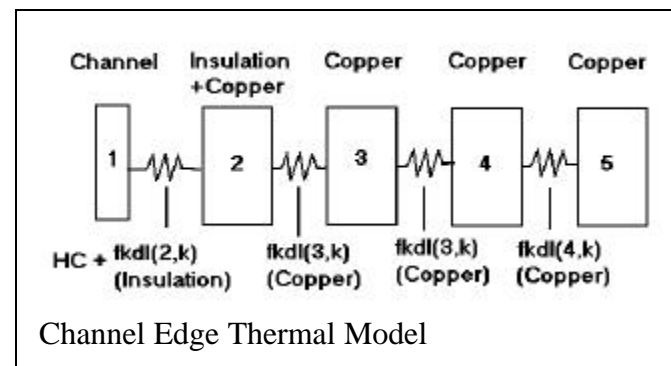 Channel Insulation Copper Copper Copper
+Copper
1 2 3 4 5
HC + fkdl(2,k) fkdl(3,k) fkdl(3,k) fkdl(4,k)
(Insulation) (Copper) (Copper) (Copper)
Channel Edge Thermal Model